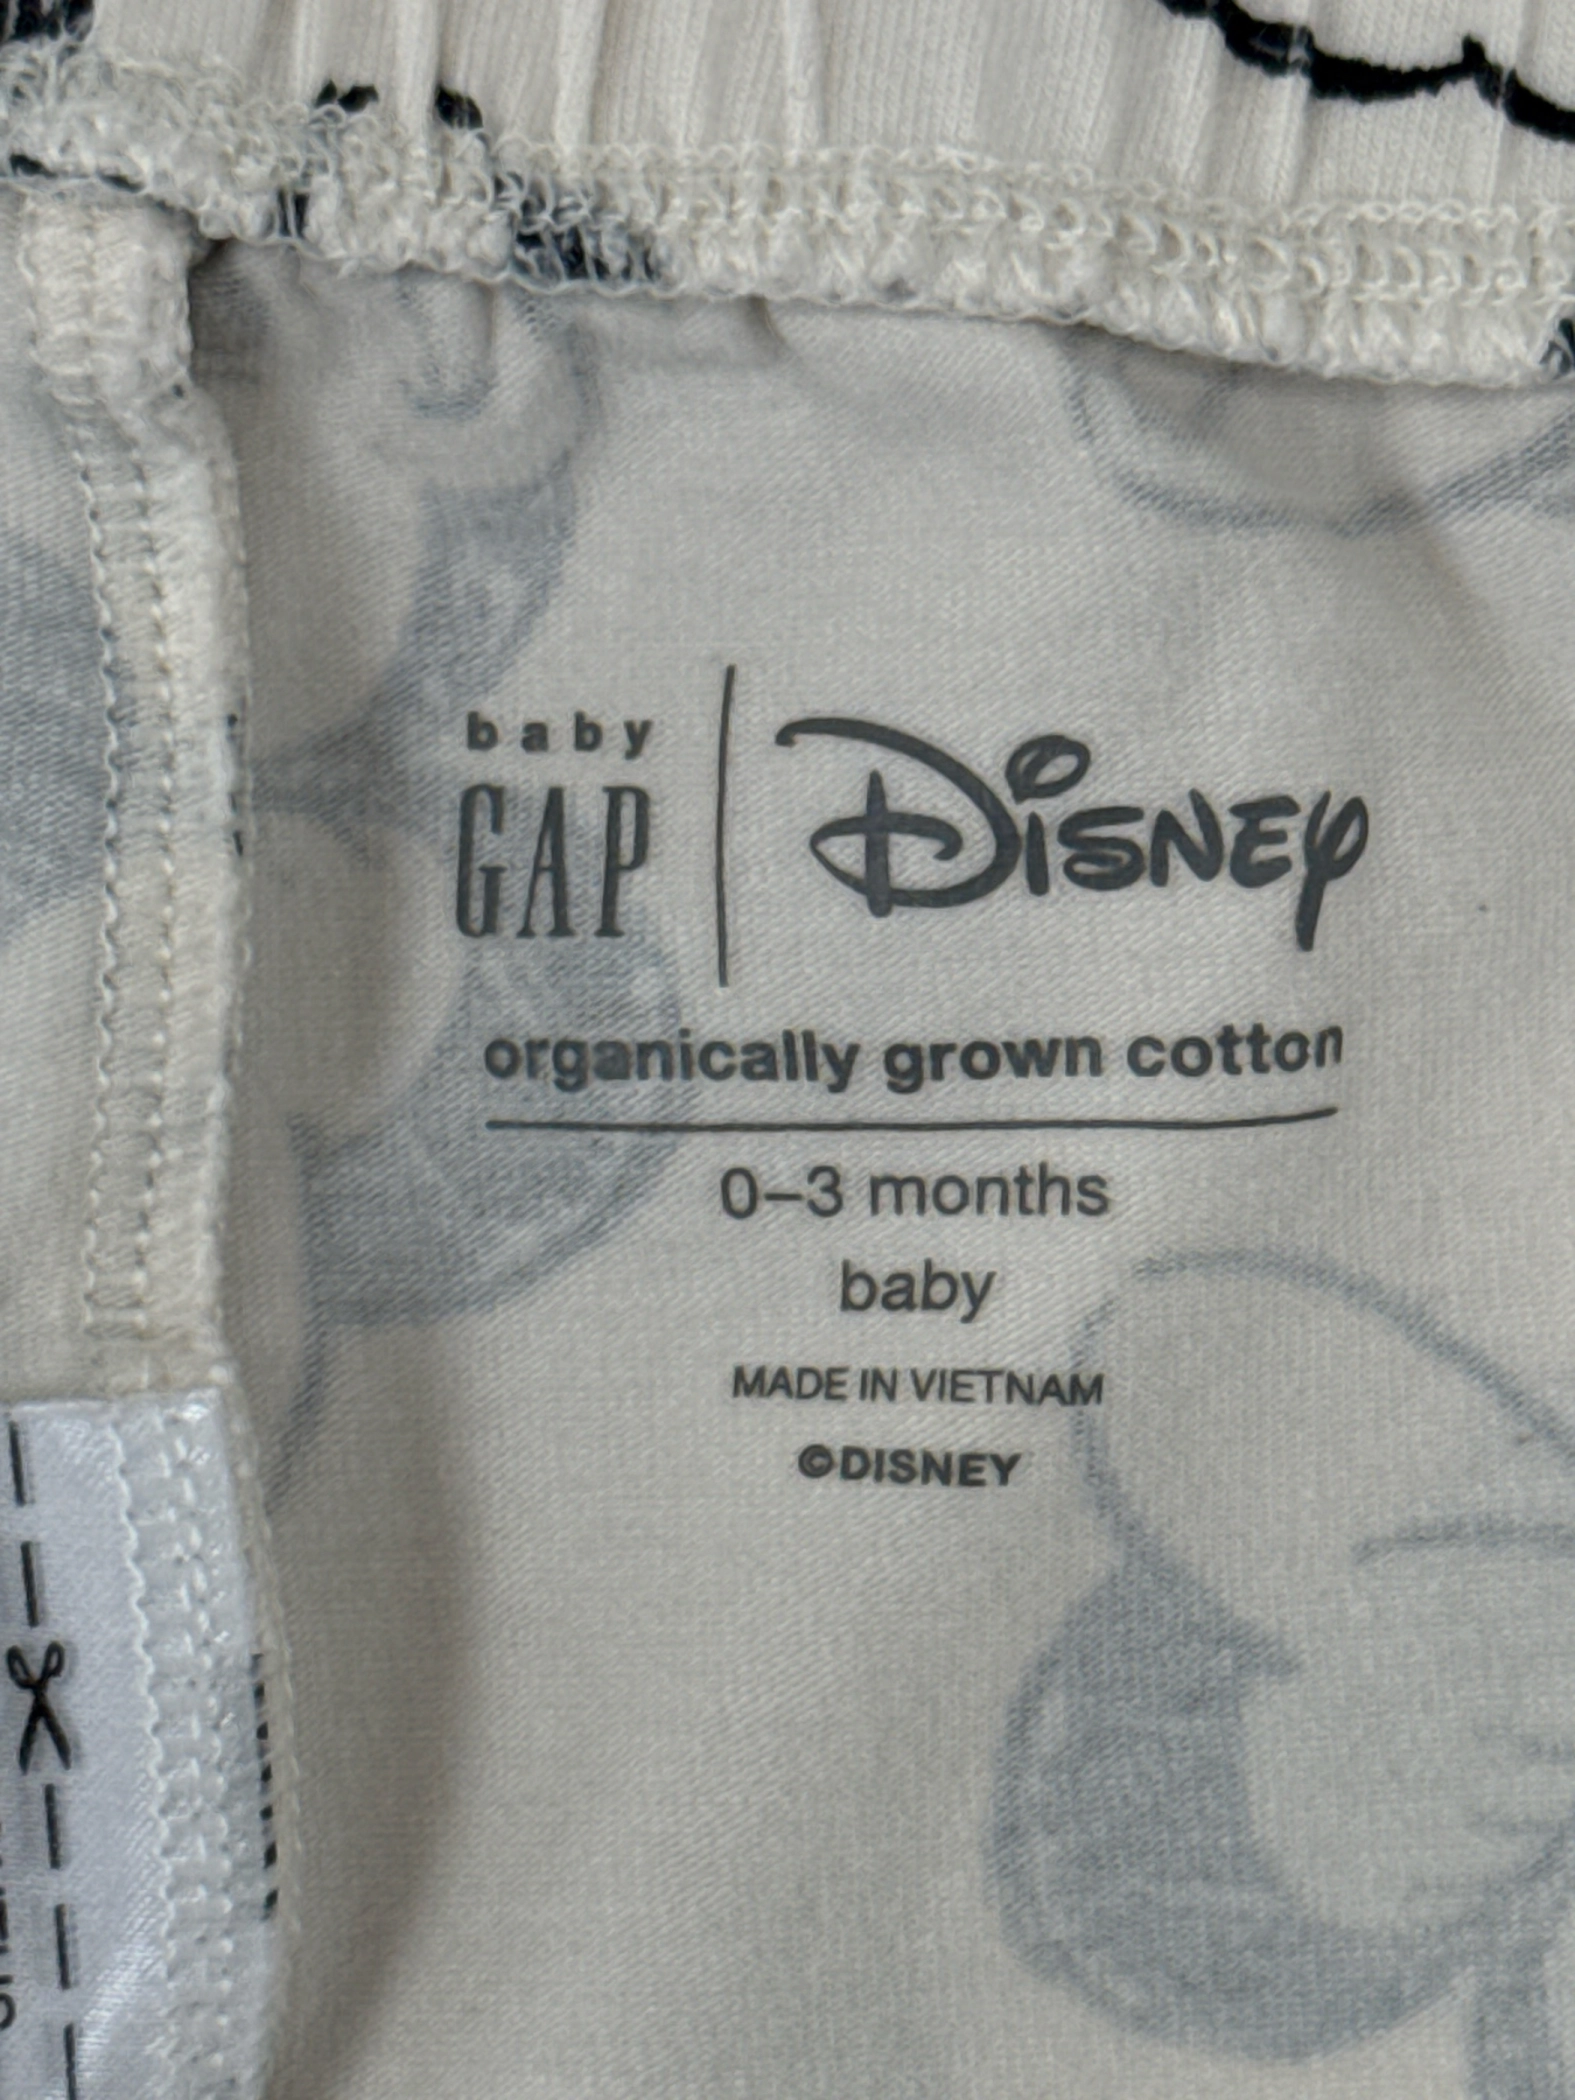 baby
GAP
Disney
organically grown cotton
0–3 months
baby
MADE IN VIETNAM
©DISNEY